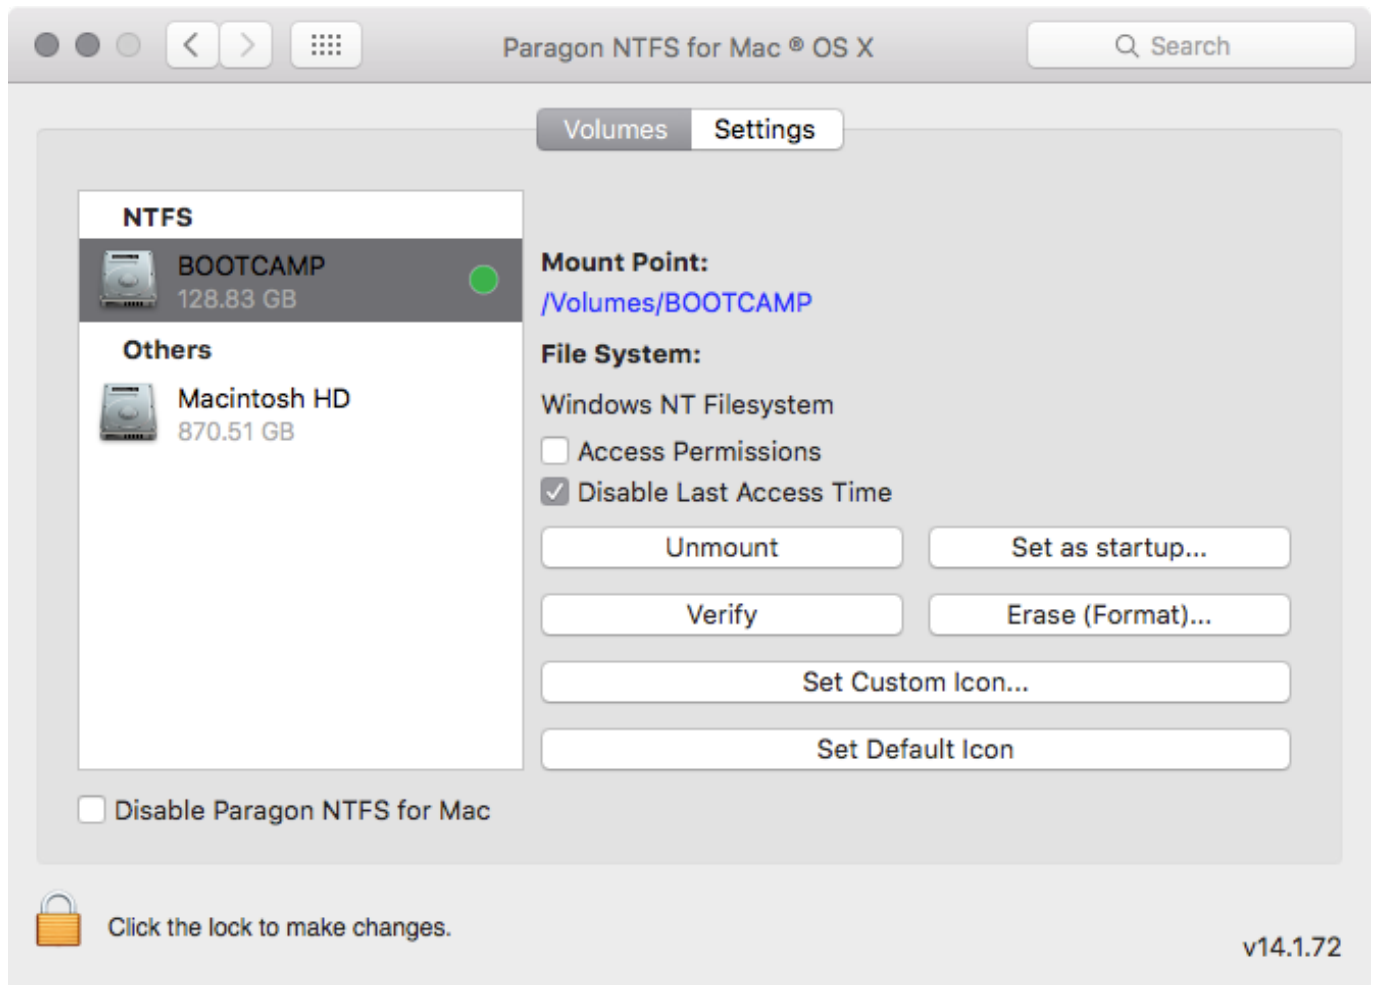 Paragon NTFS for Mac ® OS X
Search
Volumes
Settings
NTFS
BOOTCAMP
128.83 GB
Others
Macintosh HD
870.51 GB
Mount Point:
/Volumes/BOOTCAMP
File System:
Windows NT Filesystem
Access Permissions
Disable Last Access Time
Unmount
Set as startup...
Verify
Erase (Format)...
Set Custom Icon...
Set Default Icon
Disable Paragon NTFS for Mac
Click the lock to make changes.
v14.1.72